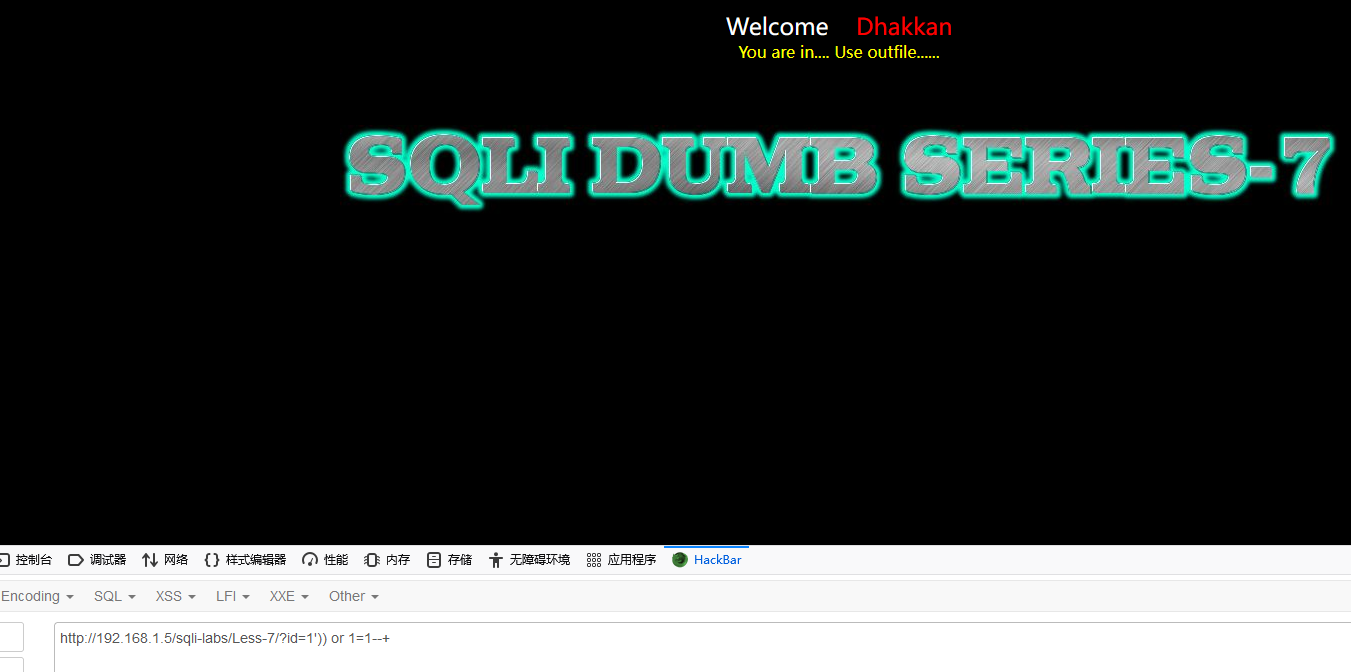 Welcome Dhakkan
You are in.... Use outfile......
SQLI DUMB SERIES-7
控制台 调试器 网络 样式编辑器 性能 内存 存储 无障碍环境 应用程序 HackBar
Encoding SQL XSS LFI XXE Other
http://192.168.1.5/sqli-labs/Less-7/?id=1')) or 1=1--+